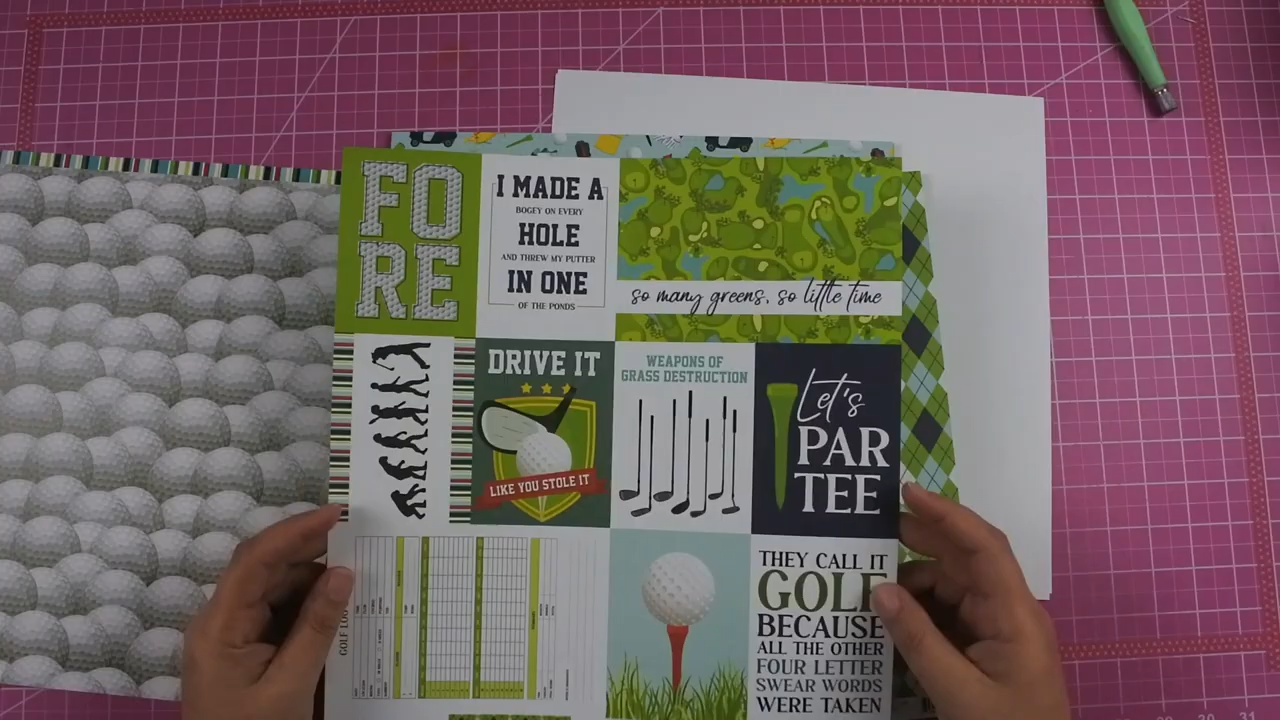 FO
RE
I MADE A
BOGEY ON EVERY
HOLE
AND THREW MY PUTTER
IN ONE
OF THE PONDS
so many greens, so little time
DRIVE IT
LIKE YOU STOLE IT
WEAPONS OF
GRASS DESTRUCTION
Let's
PAR
TEE
THEY CALL IT
GOLF
BECAUSE
ALL THE OTHER
FOUR LETTER
SWEAR WORDS
WERE TAKEN